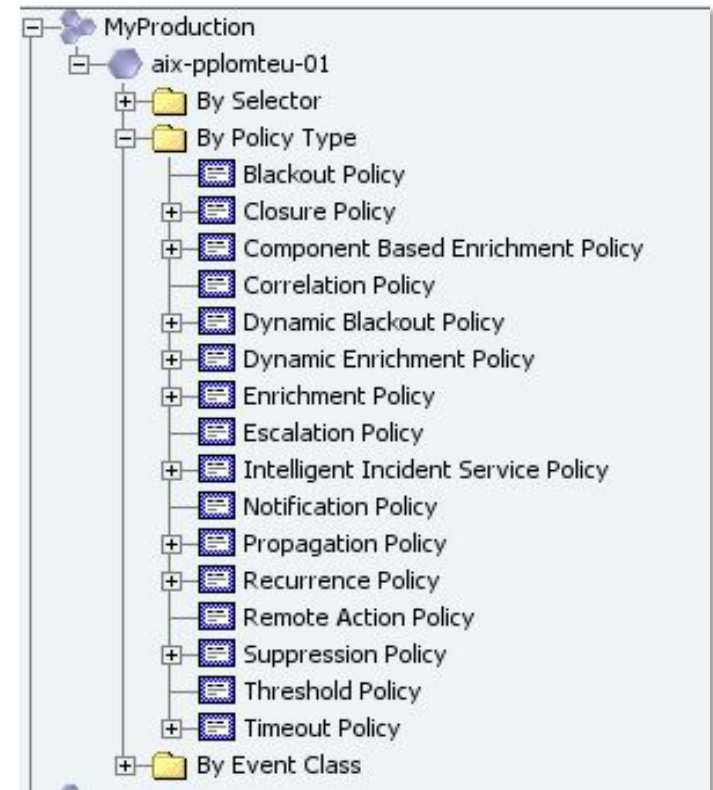 MyProduction
aix-pplomteu-01
By Selector
By Policy Type
Blackout Policy
Closure Policy
Component Based Enrichment Policy
Correlation Policy
Dynamic Blackout Policy
Dynamic Enrichment Policy
Enrichment Policy
Escalation Policy
Intelligent Incident Service Policy
Notification Policy
Propagation Policy
Recurrence Policy
Remote Action Policy
Suppression Policy
Threshold Policy
Timeout Policy
By Event Class